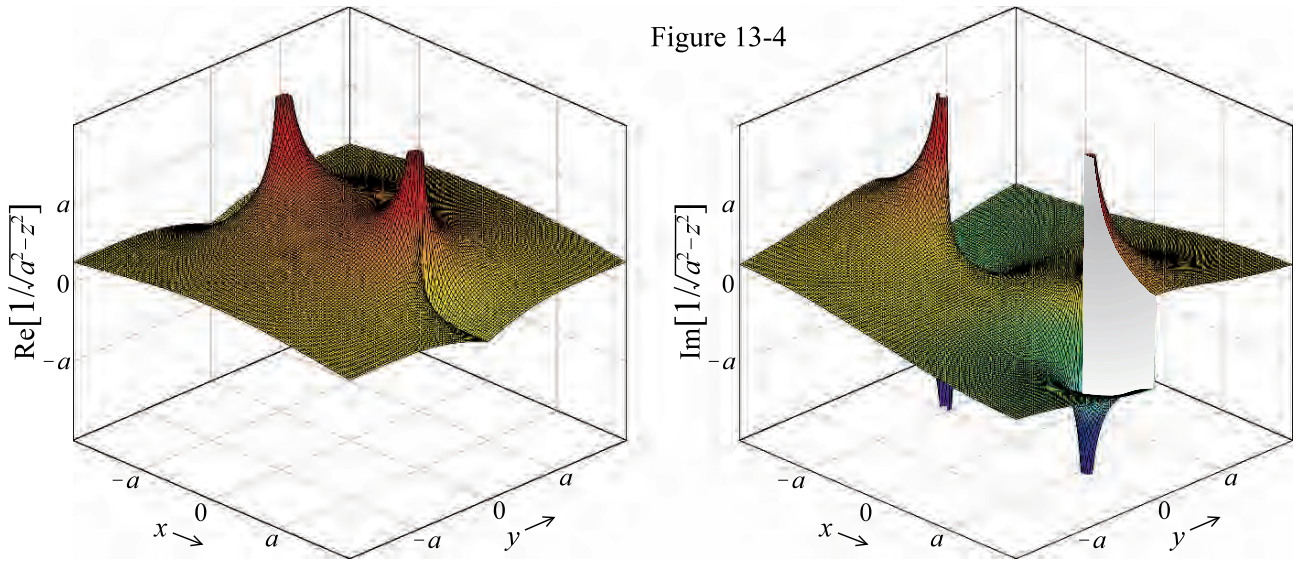 Figure 13-4
Re[1/√a²−z²]
a
0
−a
−a
0
a
x →
−a
0
a
y →
Im[1/√a²−z²]
a
0
−a
−a
0
a
x →
−a
0
a
y →